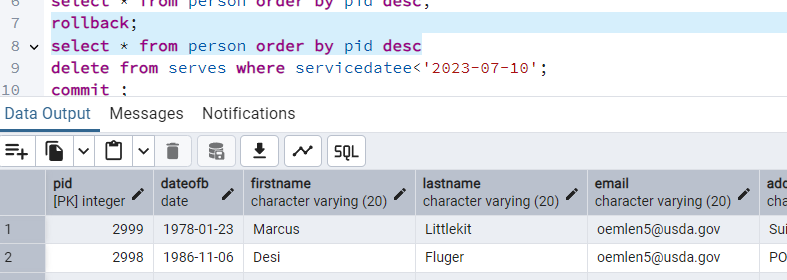 6 select * from person order by pid desc;
7 rollback;
8 select * from person order by pid desc
9 delete from serves where servicedatee<'2023-07-10';
10 commit ;
Data Output Messages Notifications
SQL
pid dateofb firstname lastname email add
[PK] integer date character varying (20) character varying (20) character varying (50) cha
1 2999 1978-01-23 Marcus Littlekit oemlen5@usda.gov Sui
2 2998 1986-11-06 Desi Fluger oemlen5@usda.gov PO